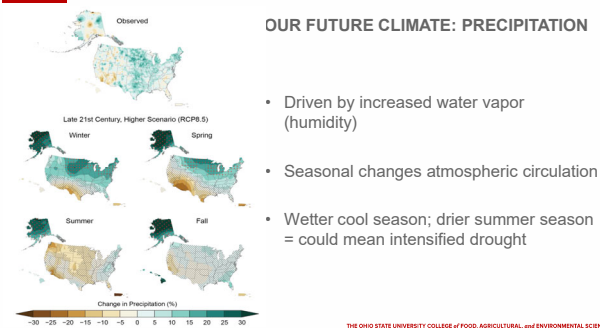 OUR FUTURE CLIMATE: PRECIPITATION
Observed
Late 21st Century, Higher Scenario (RCP8.5)
Winter
Spring
Summer
Fall
Change in Precipitation (%)
−30 −25 −20 −15 −10 −5 0 5 10 15 20 25 30
• Driven by increased water vapor
(humidity)
• Seasonal changes atmospheric circulation
• Wetter cool season; drier summer season
= could mean intensified drought
THE OHIO STATE UNIVERSITY COLLEGE of FOOD, AGRICULTURAL, and ENVIRONMENTAL SCIEN